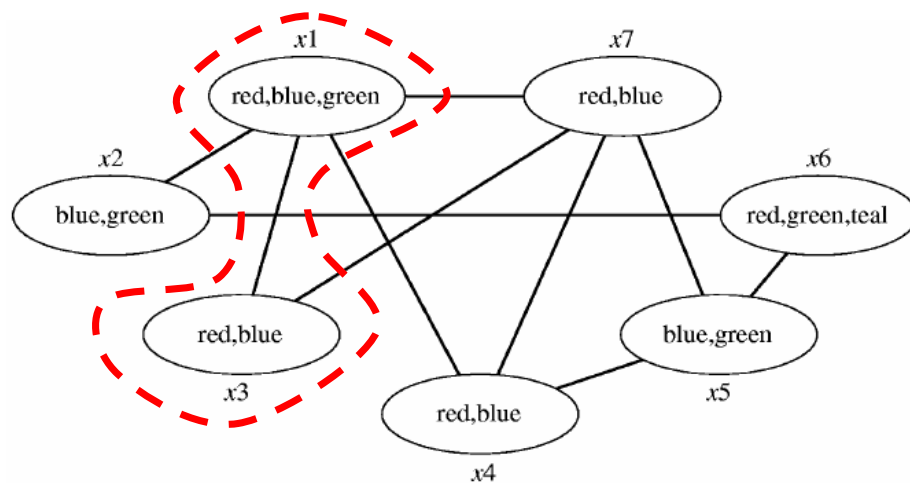 x1
x7
red,blue,green
red,blue
x2
x6
blue,green
red,green,teal
red,blue
blue,green
x3
x5
red,blue
x4